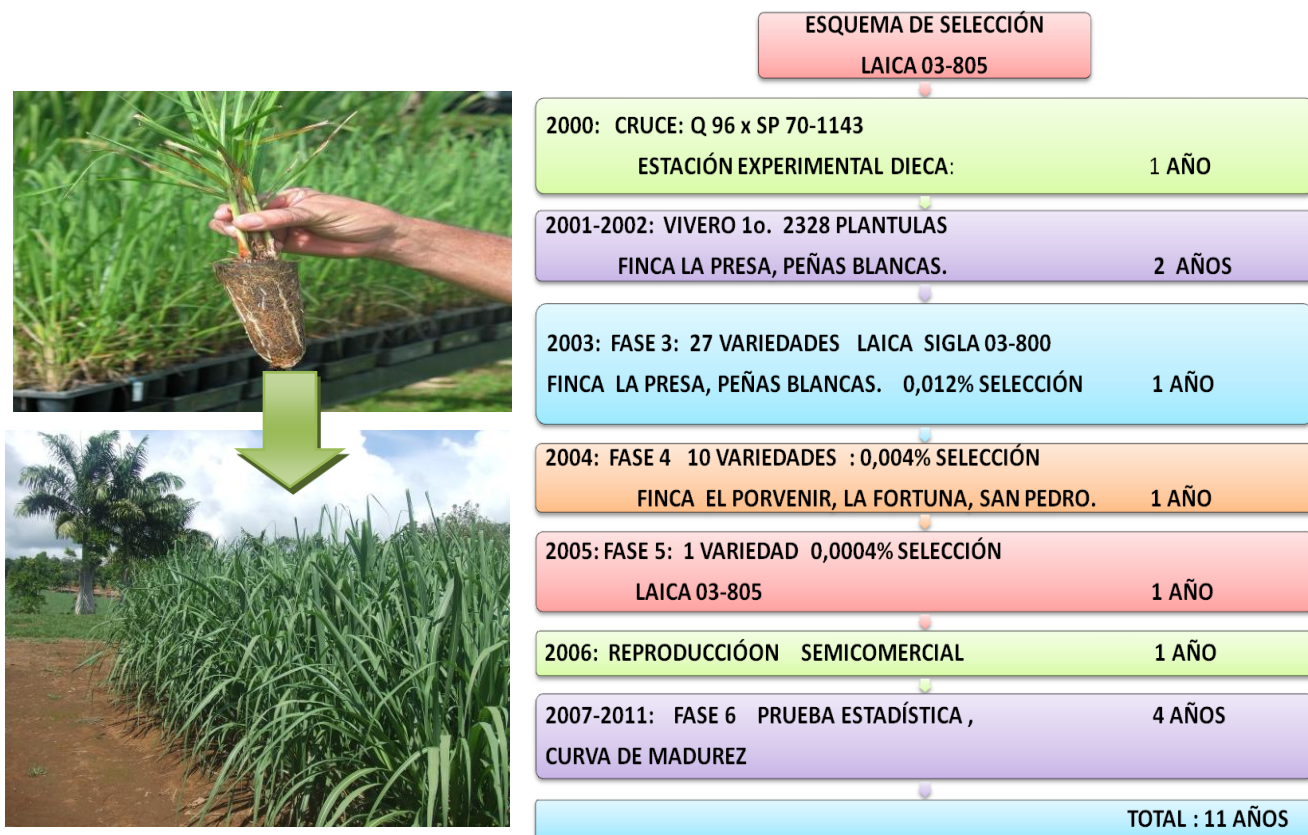 ESQUEMA DE SELECCIÓN
LAICA 03-805
2000: CRUCE: Q 96 x SP 70-1143
ESTACIÓN EXPERIMENTAL DIECA: 1 AÑO
2001-2002: VIVERO 1o. 2328 PLANTULAS
FINCA LA PRESA, PEÑAS BLANCAS. 2 AÑOS
2003: FASE 3: 27 VARIEDADES LAICA SIGLA 03-800
FINCA LA PRESA, PEÑAS BLANCAS. 0,012% SELECCIÓN 1 AÑO
2004: FASE 4 10 VARIEDADES : 0,004% SELECCIÓN
FINCA EL PORVENIR, LA FORTUNA, SAN PEDRO. 1 AÑO
2005: FASE 5: 1 VARIEDAD 0,0004% SELECCIÓN
LAICA 03-805 1 AÑO
2006: REPRODUCCIÓON SEMICOMERCIAL 1 AÑO
2007-2011: FASE 6 PRUEBA ESTADÍSTICA , 4 AÑOS
CURVA DE MADUREZ
TOTAL : 11 AÑOS